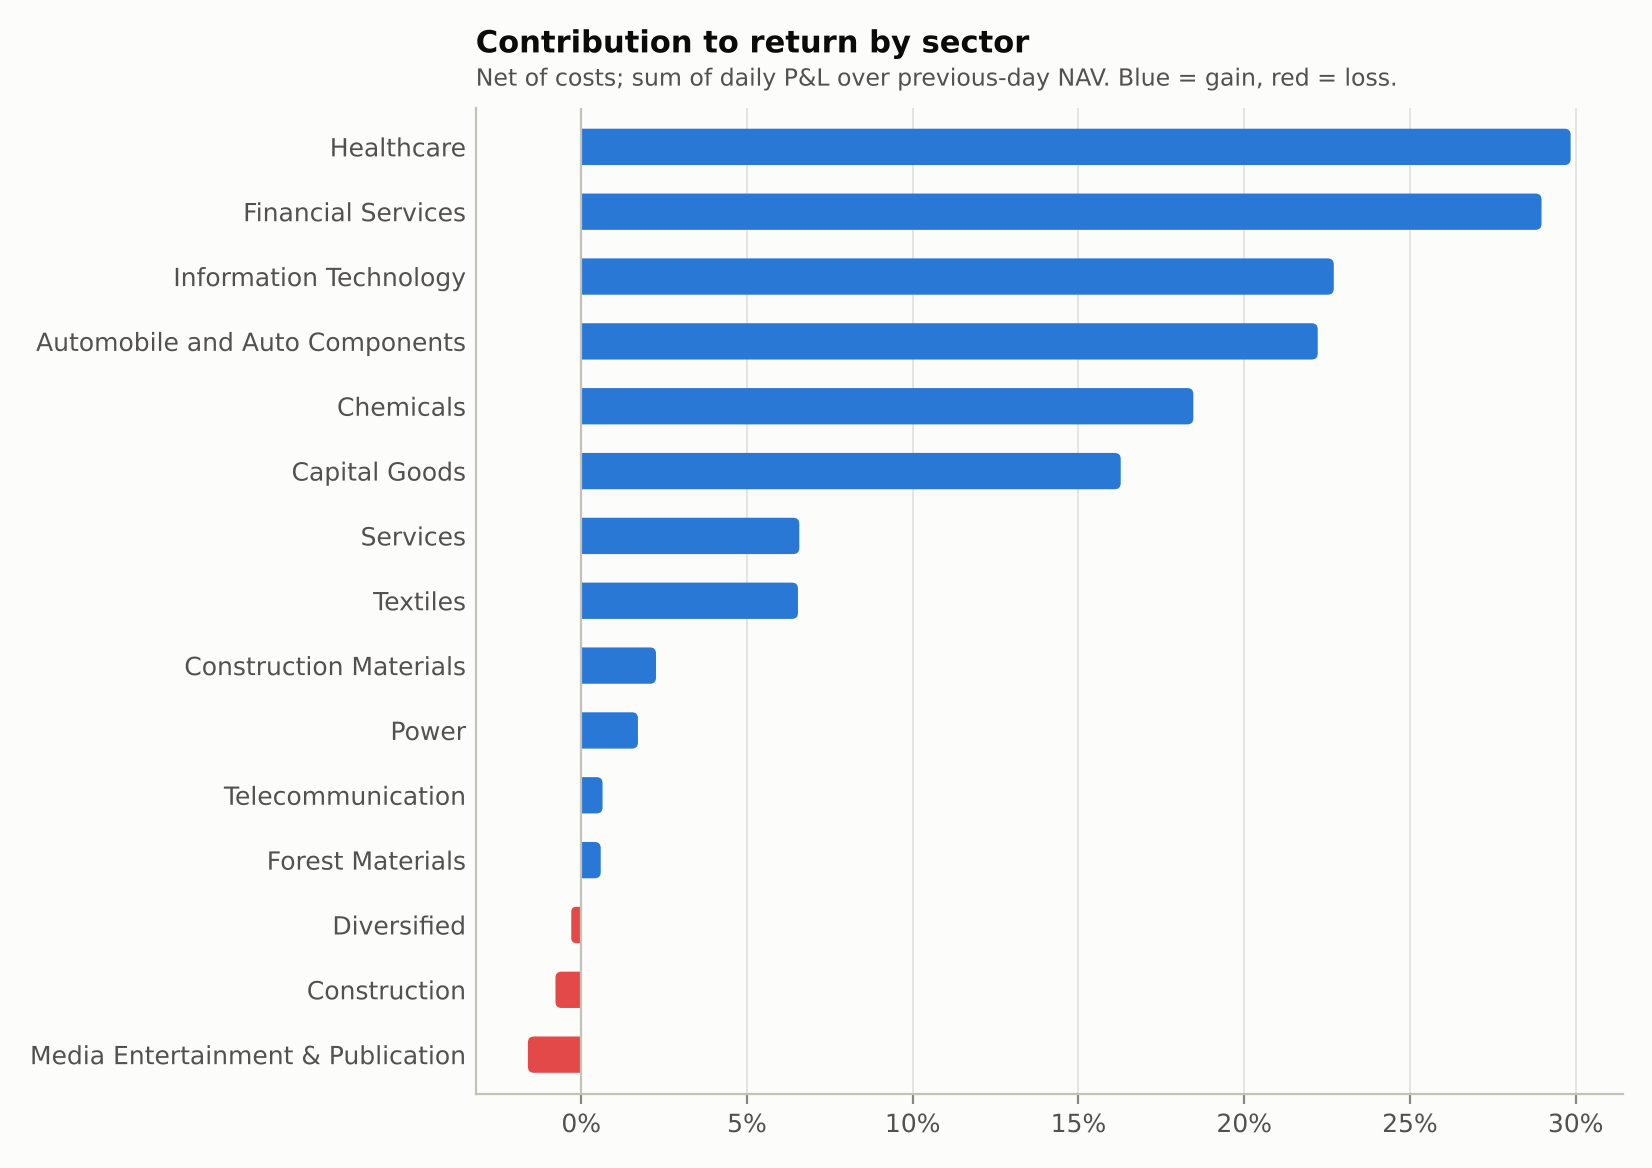 Contribution to return by sector
Net of costs; sum of daily P&L over previous-day NAV. Blue = gain, red = loss.
Healthcare
Financial Services
Information Technology
Automobile and Auto Components
Chemicals
Capital Goods
Services
Textiles
Construction Materials
Power
Telecommunication
Forest Materials
Diversified
Construction
Media Entertainment & Publication
0% 5% 10% 15% 20% 25% 30%